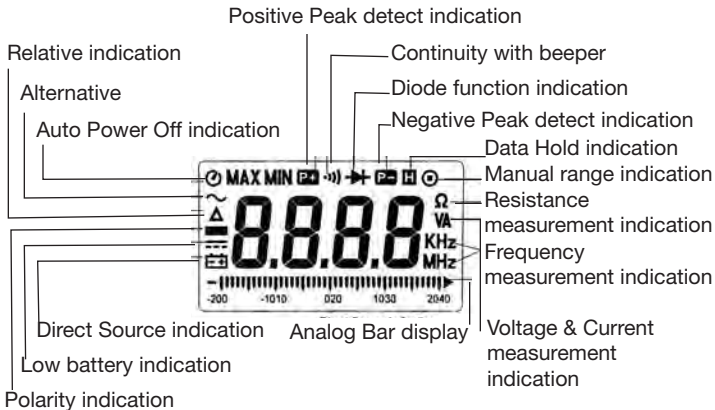 Positive Peak detect indication
Relative indication
Continuity with beeper
Alternative
Diode function indication
Auto Power Off indication
Negative Peak detect indication
Data Hold indication
MAX MIN P+ P- H
Manual range indication
Ω
Resistance
measurement indication
VA
8.8.8.8
KHz
MHz
Frequency
measurement indication
-200 -1010 020 1030 2040
Direct Source indication
Analog Bar display
Voltage & Current
measurement
indication
Low battery indication
Polarity indication